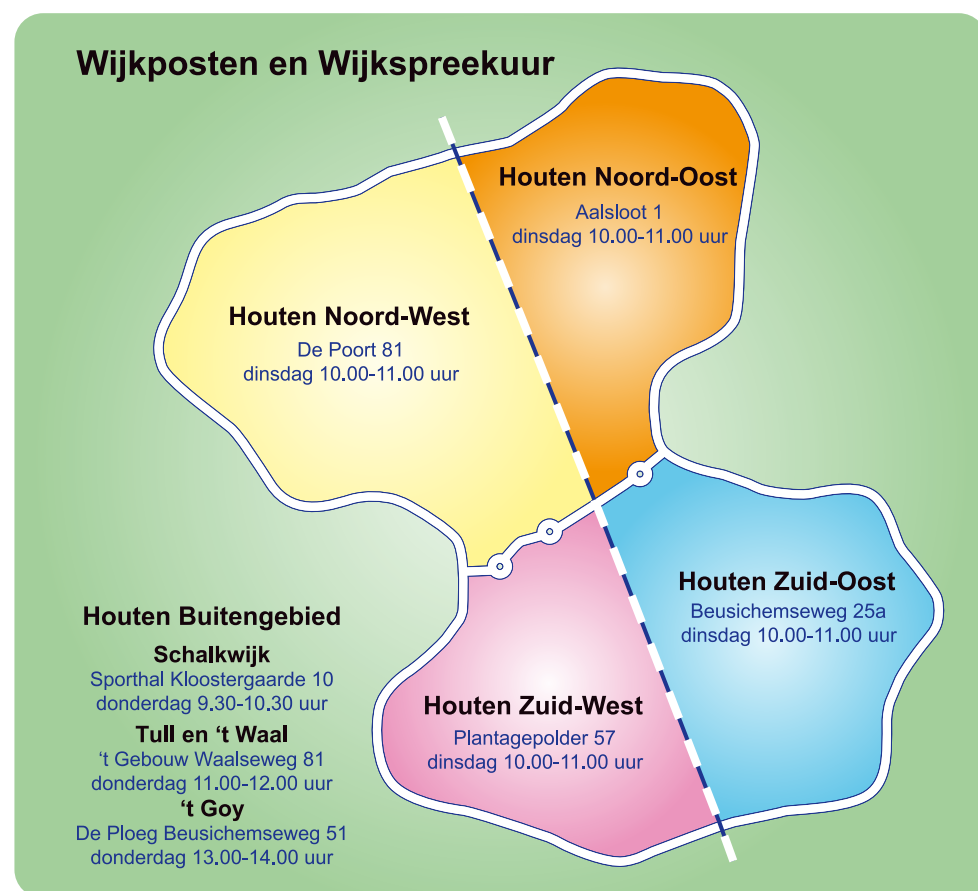 Wijkposten en Wijkspreekuur
Houten Noord-Oost
Aalsloot 1
dinsdag 10.00-11.00 uur
Houten Noord-West
De Poort 81
dinsdag 10.00-11.00 uur
Houten Zuid-Oost
Beusichemseweg 25a
dinsdag 10.00-11.00 uur
Houten Zuid-West
Plantagepolder 57
dinsdag 10.00-11.00 uur
Houten Buitengebied
Schalkwijk
Sporthal Kloostergaarde 10
donderdag 9.30-10.30 uur
Tull en ‘t Waal
‘t Gebouw Waalseweg 81
donderdag 11.00-12.00 uur
‘t Goy
De Ploeg Beusichemseweg 51
donderdag 13.00-14.00 uur